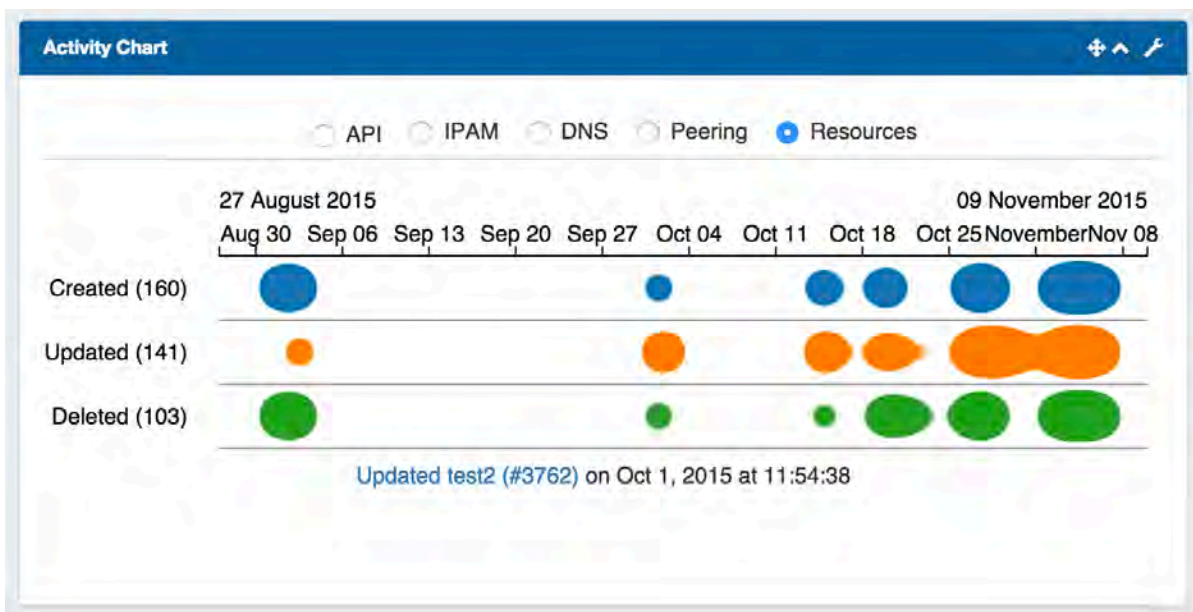 Activity Chart
API IPAM DNS Peering Resources
27 August 2015 09 November 2015
Aug 30 Sep 06 Sep 13 Sep 20 Sep 27 Oct 04 Oct 11 Oct 18 Oct 25 November Nov 08
Created (160)
Updated (141)
Deleted (103)
Updated test2 (#3762) on Oct 1, 2015 at 11:54:38